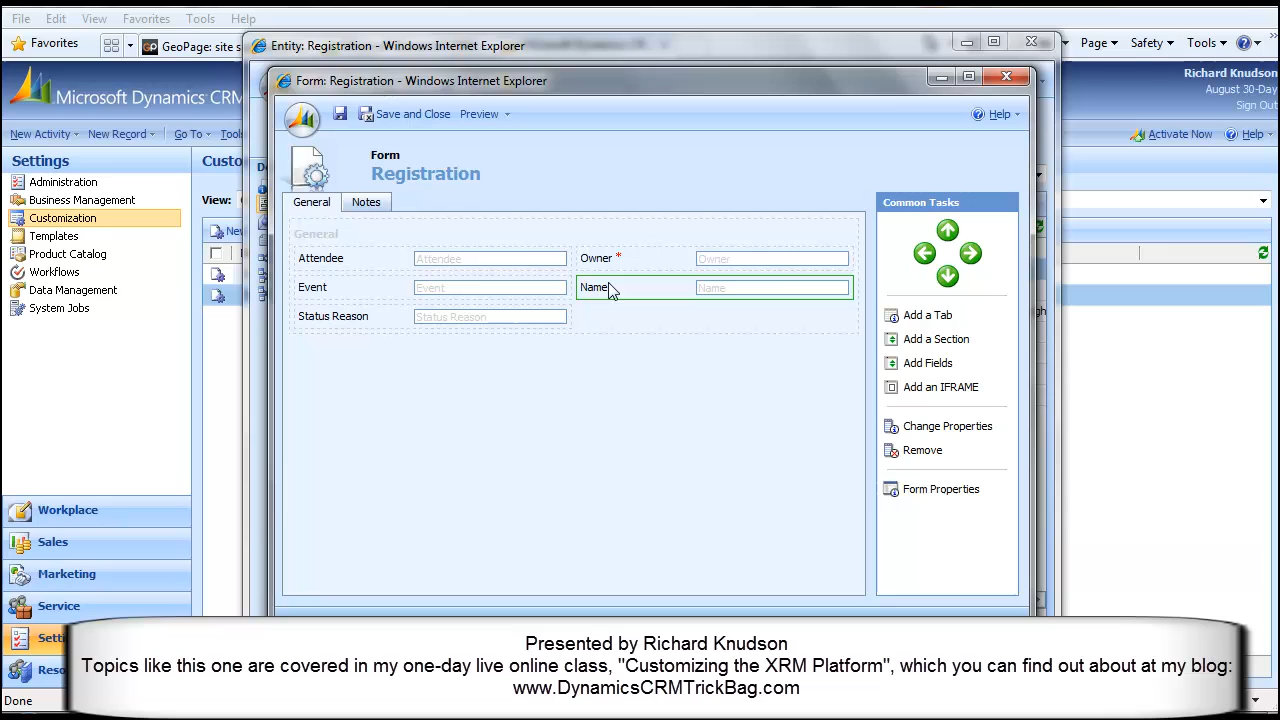 File Edit View Favorites Tools Help
Favorites
GeoPage: site s
Page Safety Tools
Entity: Registration - Windows Internet Explorer
Form: Registration - Windows Internet Explorer
Microsoft Dynamics CRM
Richard Knudson
August 30-Day
Sign Out
New Activity New Record Go To Tools
Activate Now Help
Save and Close Preview
Help
Form
Registration
General Notes
Settings
Administration
Business Management
Customization
Templates
Product Catalog
Workflows
Data Management
System Jobs
View:
New
General
Attendee Attendee Owner * Owner
Event Event Name Name
Status Reason Status Reason
Common Tasks
Add a Tab
Add a Section
Add Fields
Add an IFRAME
Change Properties
Remove
Form Properties
Workplace
Sales
Marketing
Service
Done
Presented by Richard Knudson
Topics like this one are covered in my one-day live online class, "Customizing the XRM Platform", which you can find out about at my blog:
www.DynamicsCRMTrickBag.com